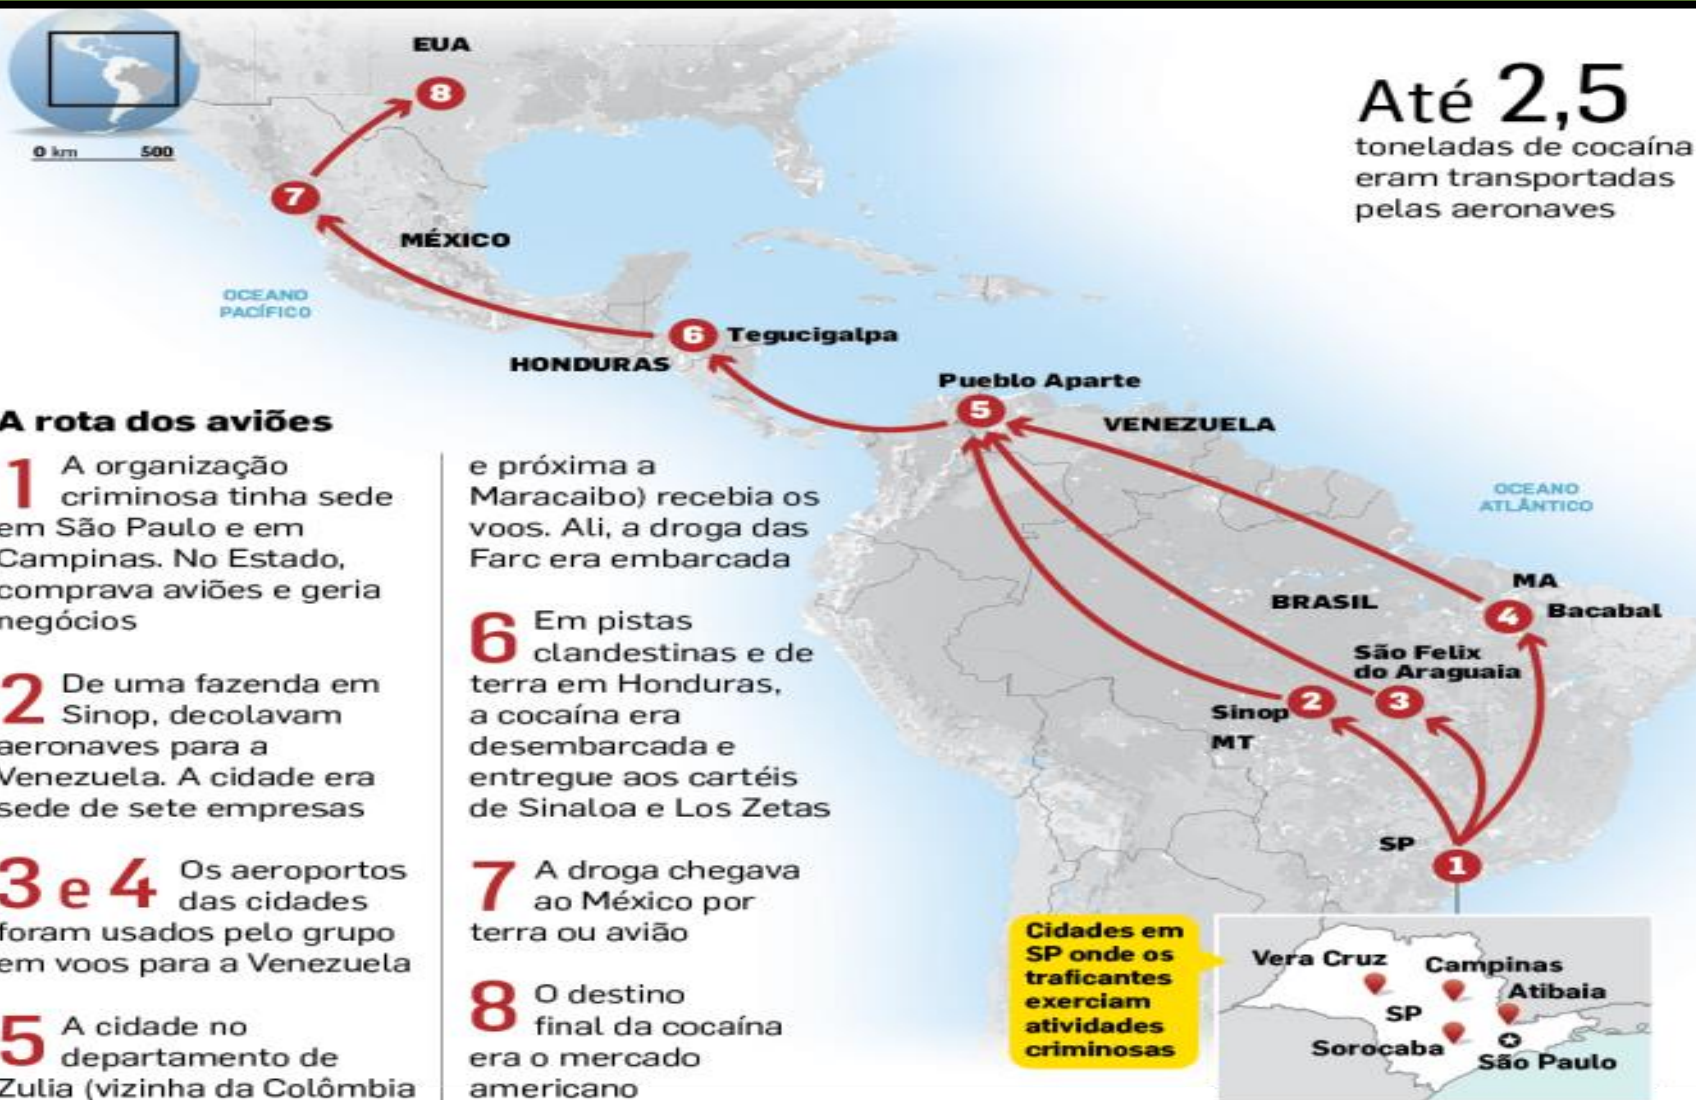 EUA
8
0 km 500
7
MÉXICO
OCEANO
PACÍFICO
6 Tegucigalpa
HONDURAS
Pueblo Aparte
5
VENEZUELA
Até 2,5
toneladas de cocaína
eram transportadas
pelas aeronaves
OCEANO
ATLÂNTICO
MA
BRASIL
4 Bacabal
São Felix
do Araguaia
Sinop 2 3
MT
SP
1
Cidades em
SP onde os
traficantes
exerciam
atividades
criminosas
Vera Cruz
Campinas
Atibaia
SP
Sorocaba
São Paulo
A rota dos aviões
1 A organização
criminosa tinha sede
em São Paulo e em
Campinas. No Estado,
comprava aviões e geria
negócios
2 De uma fazenda em
Sinop, decolavam
aeronaves para a
Venezuela. A cidade era
sede de sete empresas
3 e 4 Os aeroportos
das cidades
foram usados pelo grupo
em voos para a Venezuela
5 A cidade no
departamento de
Zulia (vizinha da Colômbia
e próxima a
Maracaibo) recebia os
voos. Ali, a droga das
Farc era embarcada
6 Em pistas
clandestinas e de
terra em Honduras,
a cocaína era
desembarcada e
entregue aos cartéis
de Sinaloa e Los Zetas
7 A droga chegava
ao México por
terra ou avião
8 O destino
final da cocaína
era o mercado
americano